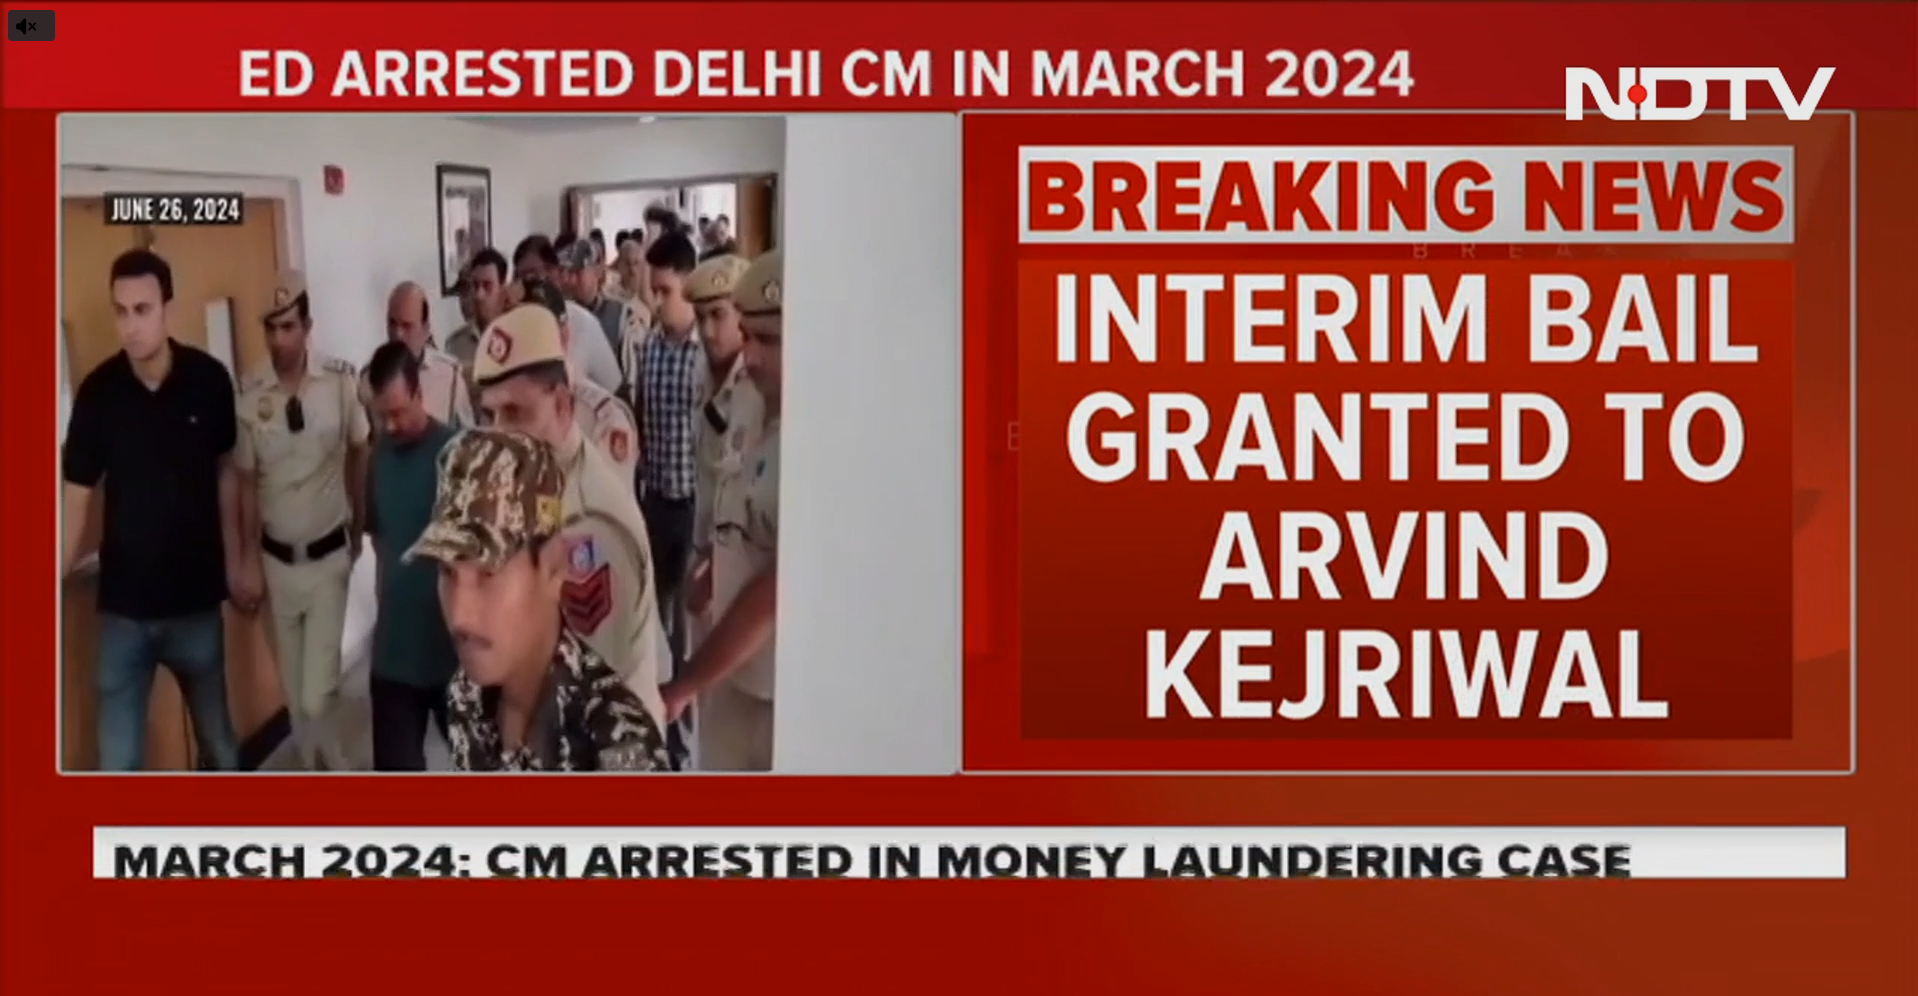 ED ARRESTED DELHI CM IN MARCH 2024
NDTV
JUNE 26, 2024
BREAKING NEWS
INTERIM BAIL
GRANTED TO
ARVIND
KEJRIWAL
MARCH 2024: CM ARRESTED IN MONEY LAUNDERING CASE